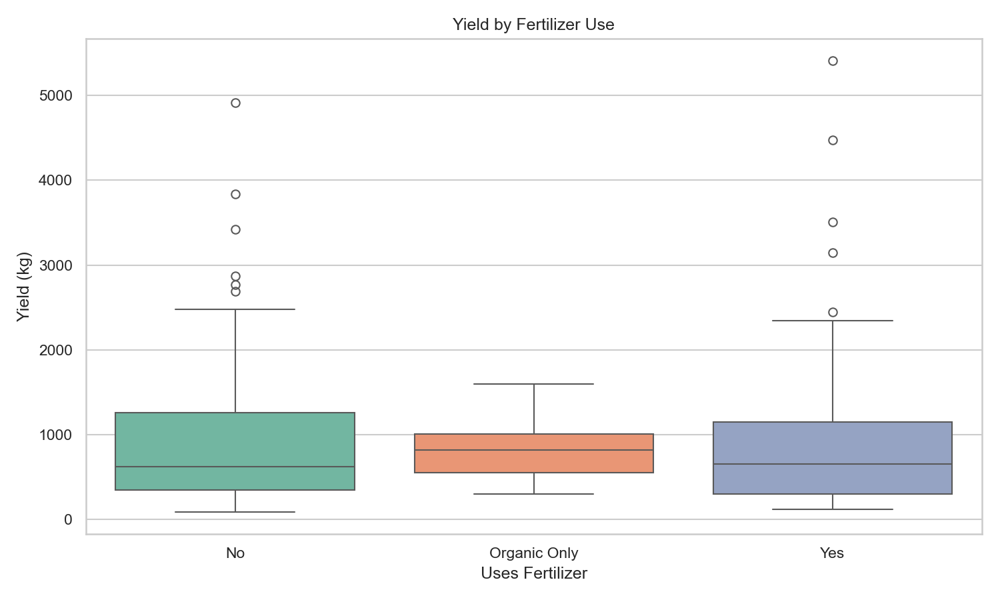 Yield by Fertilizer Use
Yield (kg)
5000
4000
3000
2000
1000
0
No
Organic Only
Yes
Uses Fertilizer